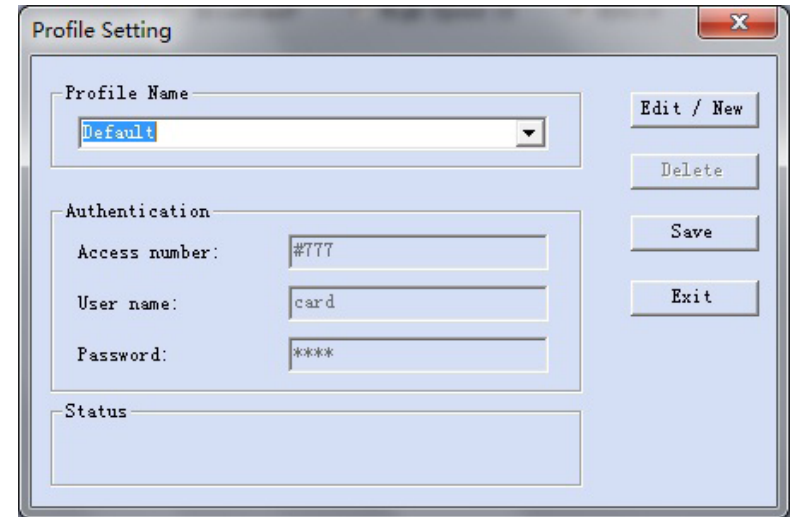 Profile Setting
Profile Name
Default
Edit / New
Delete
Authentication
Access number:
#777
Save
User name:
card
Exit
Password:
****
Status